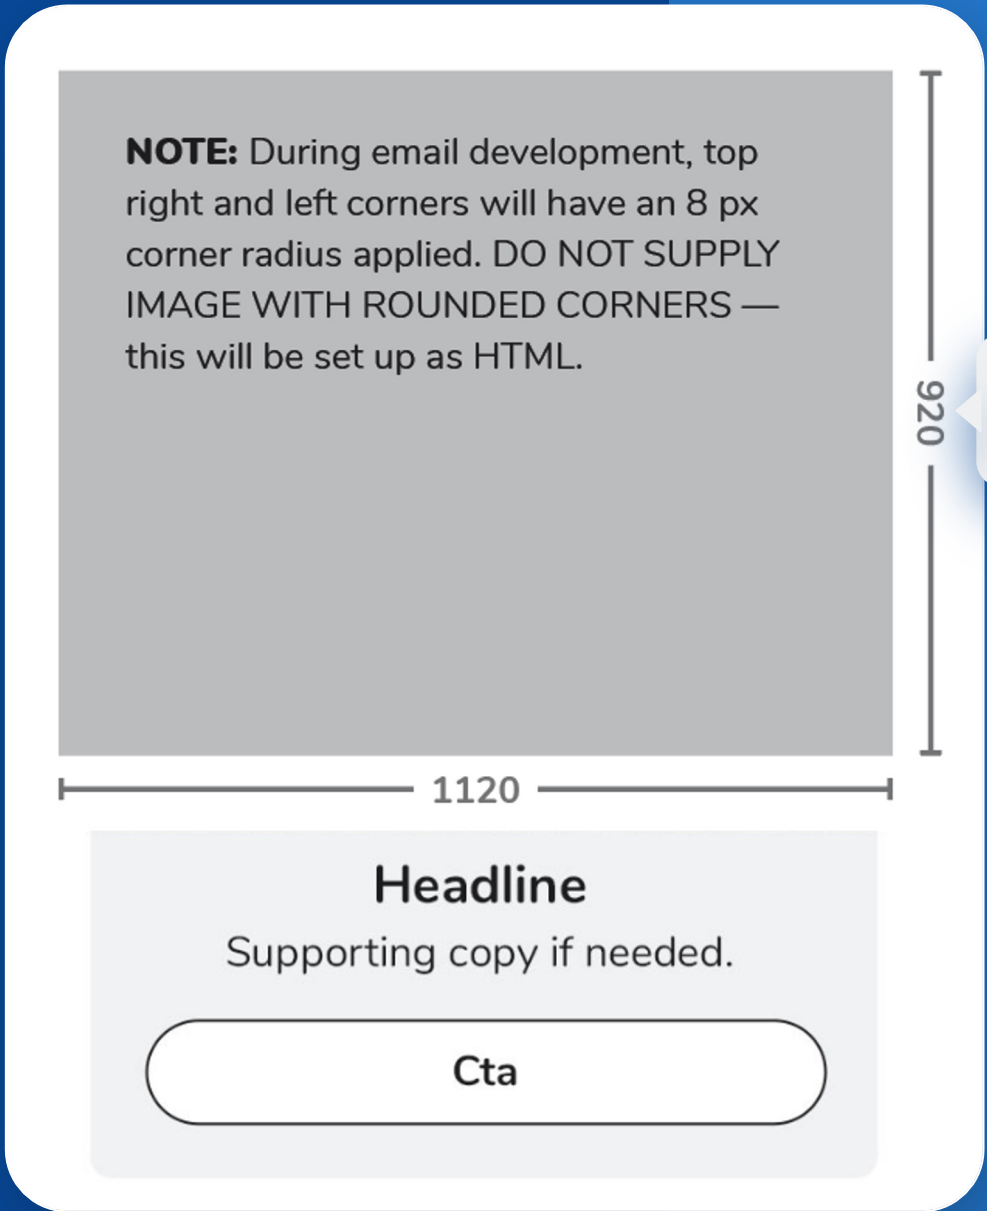 NOTE: During email development, top
right and left corners will have an 8 px
corner radius applied. DO NOT SUPPLY
IMAGE WITH ROUNDED CORNERS —
this will be set up as HTML.
920
1120
Headline
Supporting copy if needed.
Cta